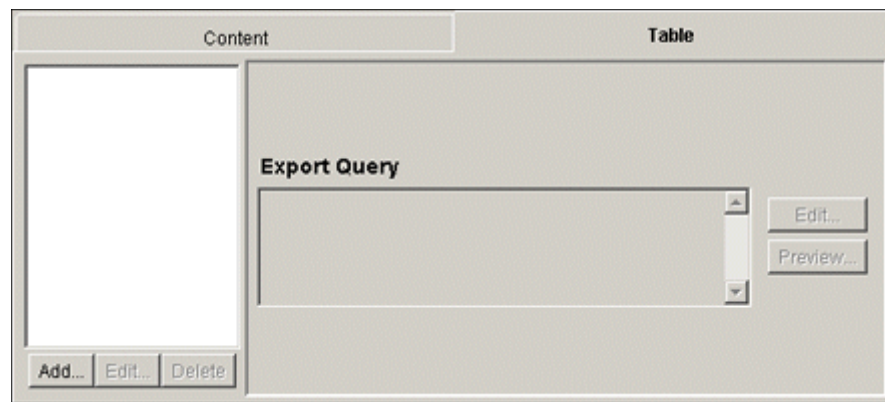 Content
Table
Export Query
Edit...
Preview...
Add...
Edit...
Delete